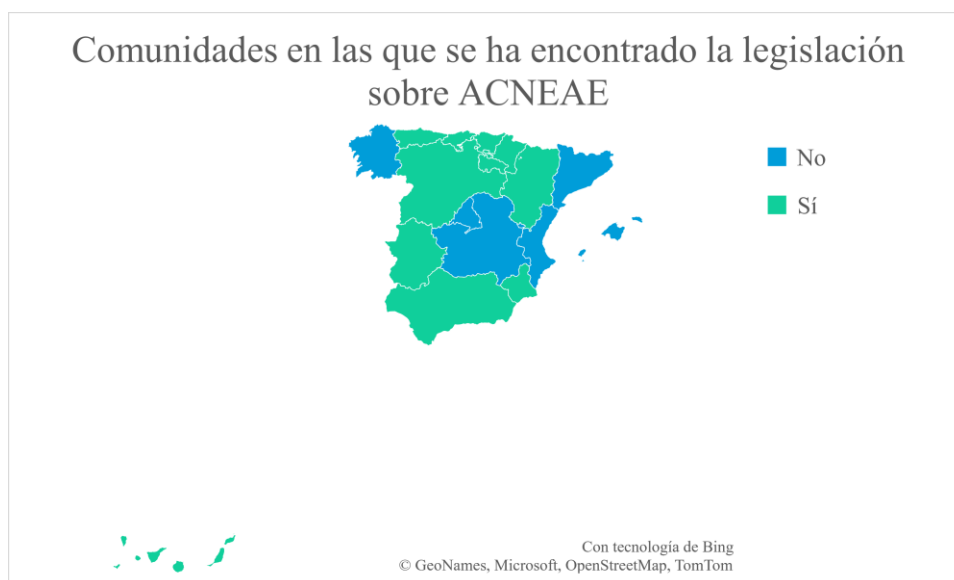 Comunidades en las que se ha encontrado la legislación
sobre ACNEAE
No
Sí
Con tecnología de Bing
© GeoNames, Microsoft, OpenStreetMap, TomTom